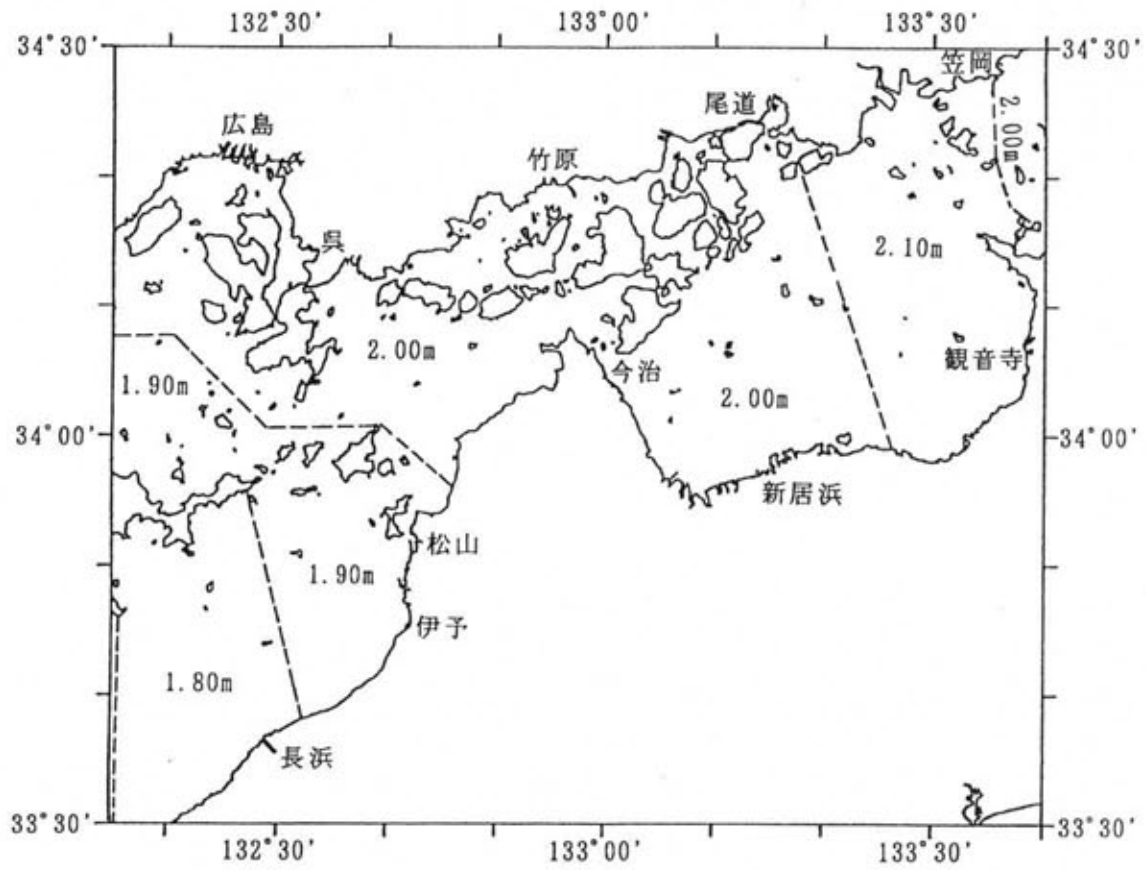 132°30′
133°00′
133°30′
34°30′
34°30′
笠岡
尾道
2.00m
広島
竹原
呉
2.10m
2.00m
観音寺
今治
1.90m
2.00m
34°00′
34°00′
新居浜
松山
1.90m
伊予
1.80m
長浜
33°30′
33°30′
132°30′
133°00′
133°30′